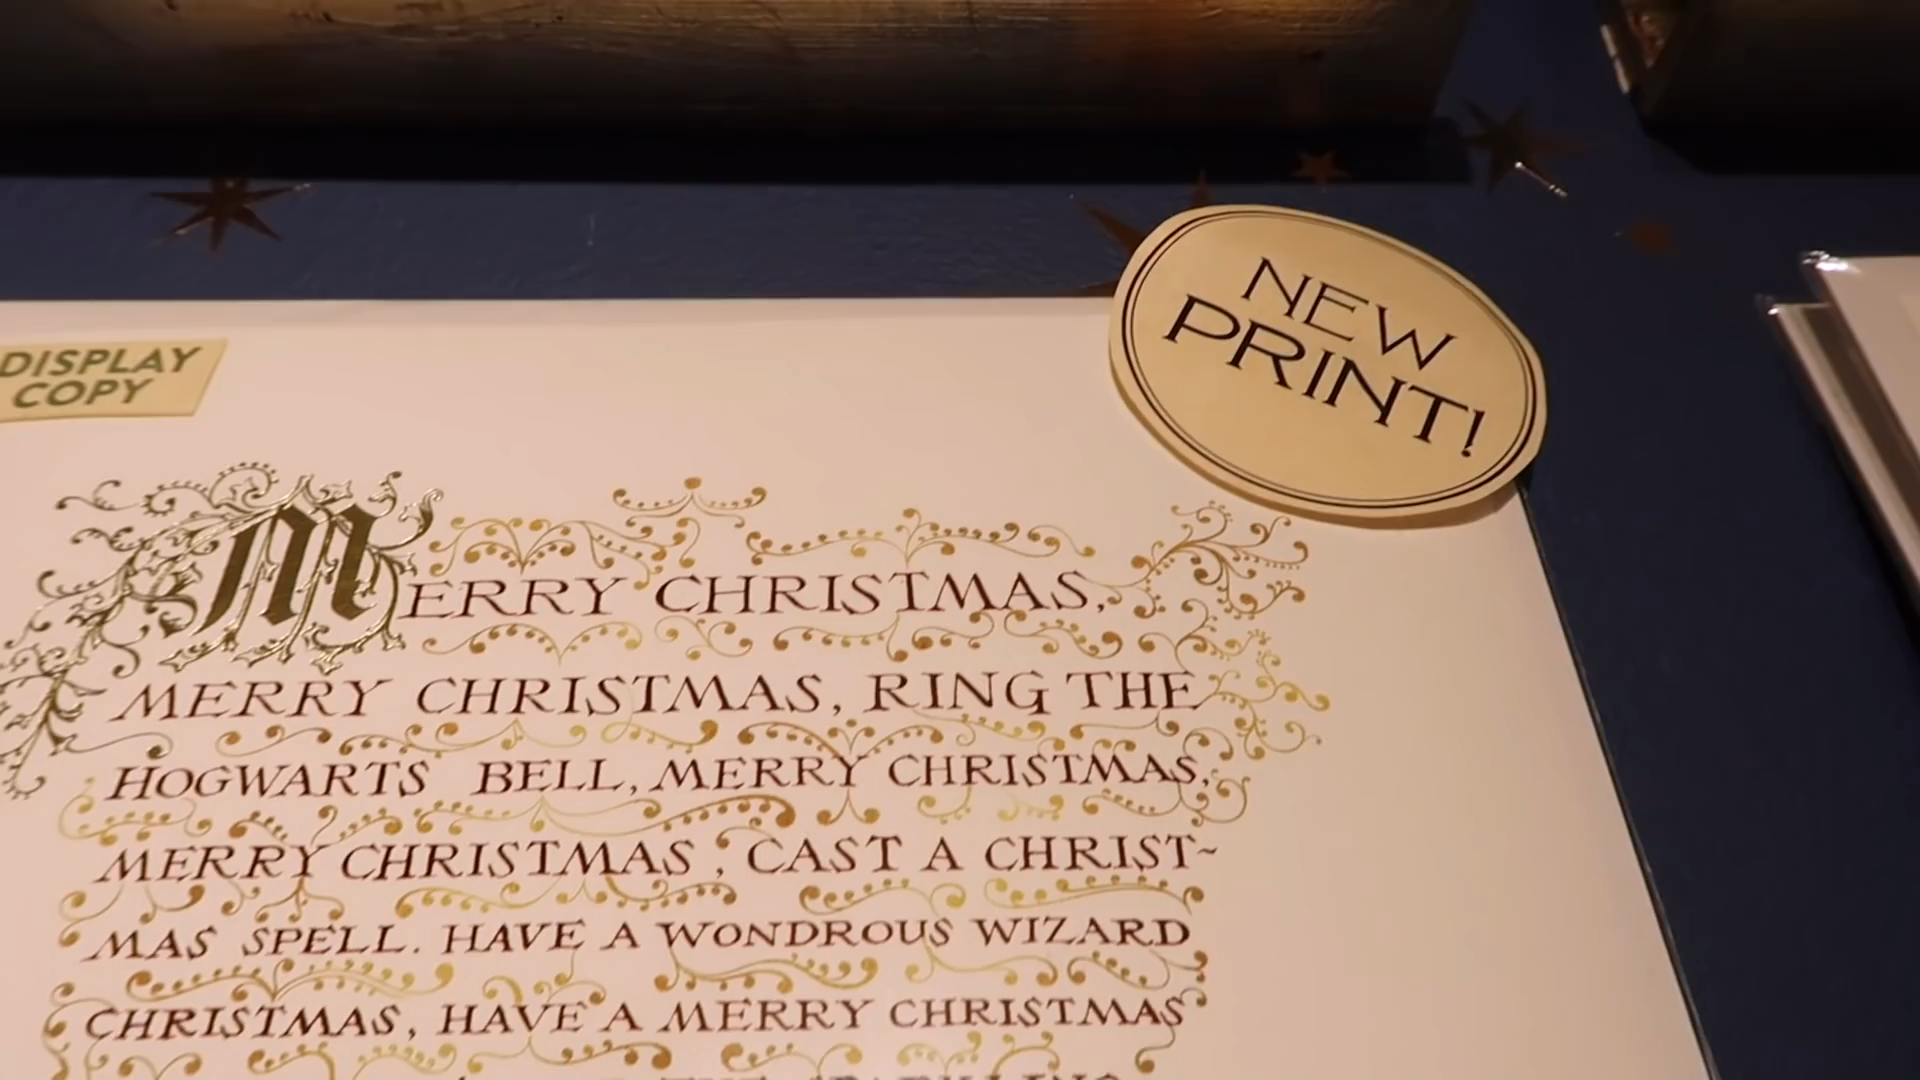 NEW
PRINT!
DISPLAY
COPY
MERRY CHRISTMAS,
MERRY CHRISTMAS, RING THE
HOGWARTS BELL, MERRY CHRISTMAS,
MERRY CHRISTMAS, CAST A CHRIST~
MAS SPELL. HAVE A WONDROUS WIZARD
CHRISTMAS, HAVE A MERRY CHRISTMAS